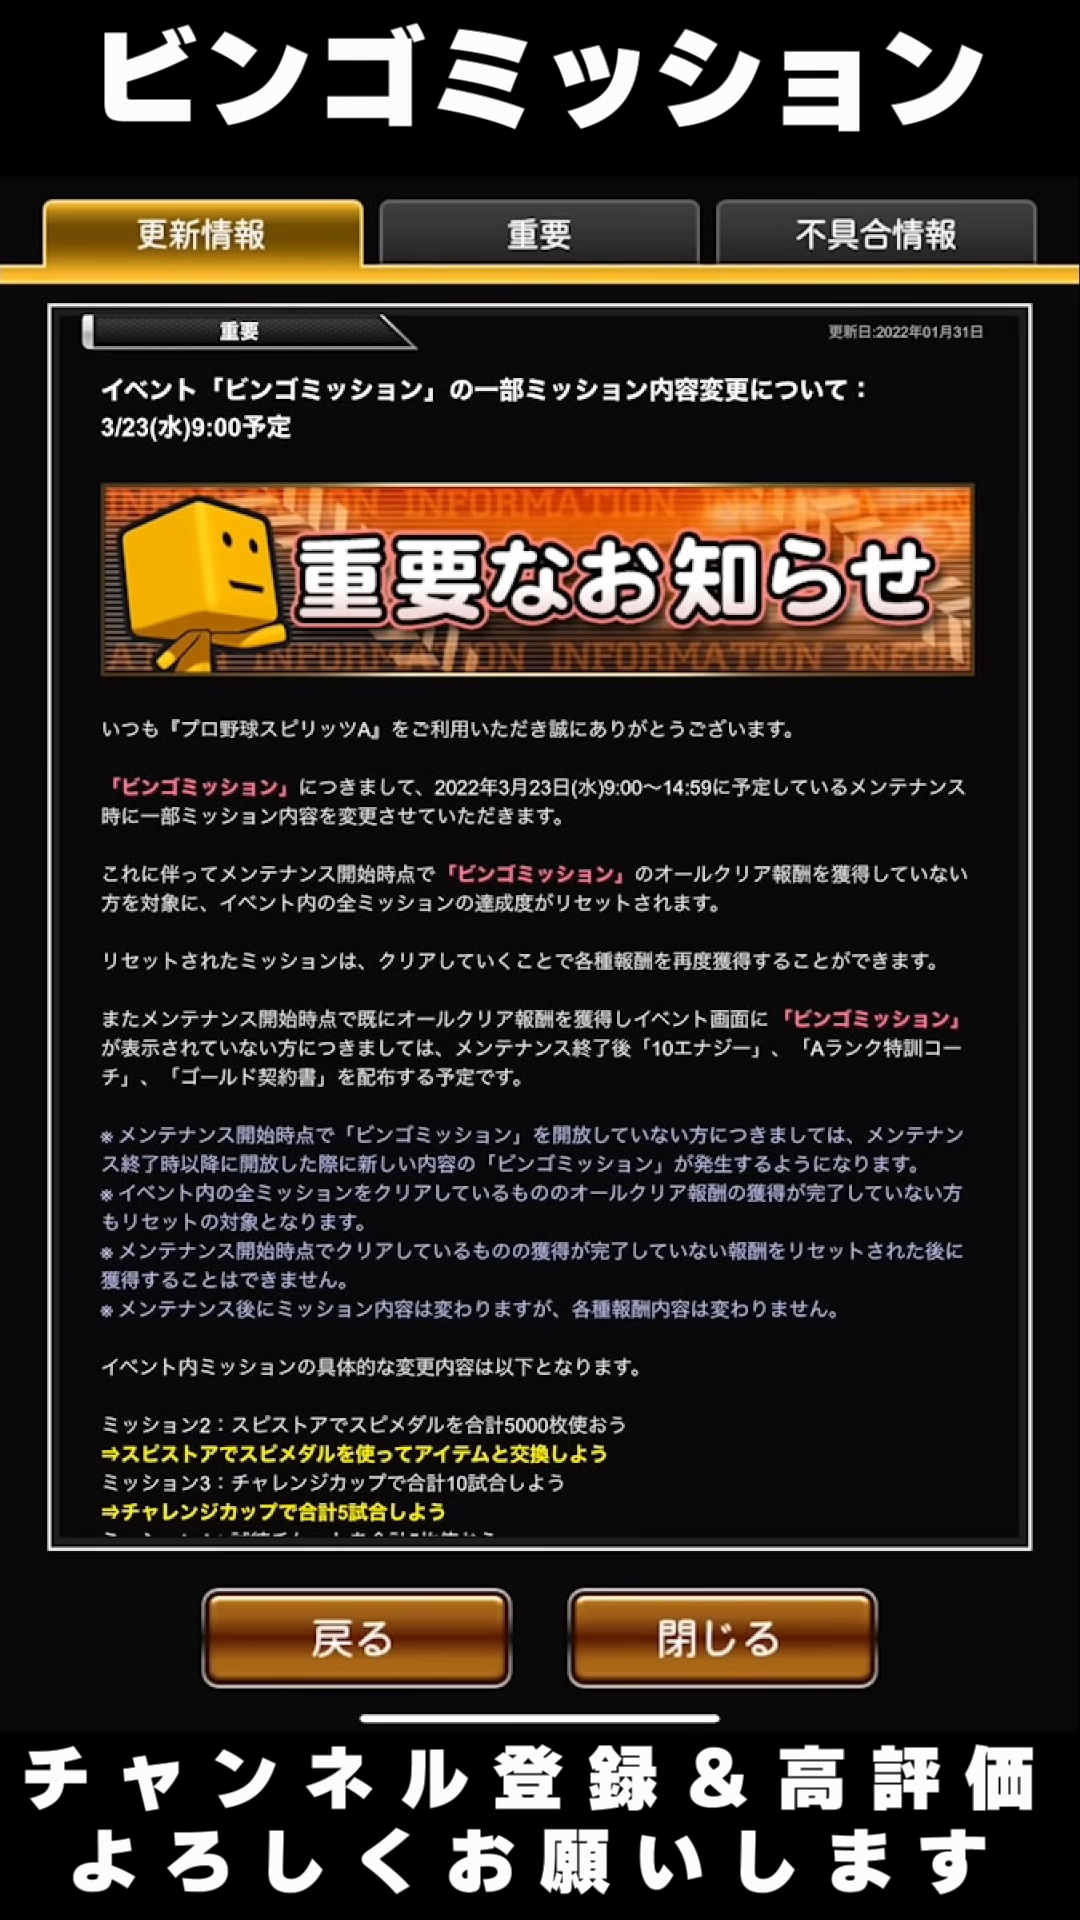 ビンゴミッション
更新情報
重要
不具合情報
重要
更新日:2022年01月31日
イベント「ビンゴミッション」の一部ミッション内容変更について：
3/23(水)9:00予定
INFORMATION
重要なお知らせ
INFORMATION INFORMATION
いつも『プロ野球スピリッツA』をご利用いただき誠にありがとうございます。
「ビンゴミッション」につきまして、2022年3月23日(水)9:00〜14:59に予定しているメンテナンス
時に一部ミッション内容を変更させていただきます。
これに伴ってメンテナンス開始時点で「ビンゴミッション」のオールクリア報酬を獲得していない
方を対象に、イベント内の全ミッションの達成度がリセットされます。
リセットされたミッションは、クリアしていくことで各種報酬を再度獲得することができます。
またメンテナンス開始時点で既にオールクリア報酬を獲得しイベント画面に「ビンゴミッション」
が表示されていない方につきましては、メンテナンス終了後「10エナジー」、「Aランク特訓コー
チ」、「ゴールド契約書」を配布する予定です。
※メンテナンス開始時点で「ビンゴミッション」を開放していない方につきましては、メンテナン
ス終了時以降に開放した際に新しい内容の「ビンゴミッション」が発生するようになります。
※イベント内の全ミッションをクリアしているもののオールクリア報酬の獲得が完了していない方
もリセットの対象となります。
※メンテナンス開始時点でクリアしているものの獲得が完了していない報酬をリセットされた後に
獲得することはできません。
※メンテナンス後にミッション内容は変わりますが、各種報酬内容は変わりません。
イベント内ミッションの具体的な変更内容は以下となります。
ミッション2：スピストアでスピメダルを合計5000枚使おう
⇒スピストアでスピメダルを使ってアイテムと交換しよう
ミッション3：チャレンジカップで合計10試合しよう
⇒チャレンジカップで合計5試合しよう
戻る
閉じる
チャンネル登録＆高評価
よろしくお願いします